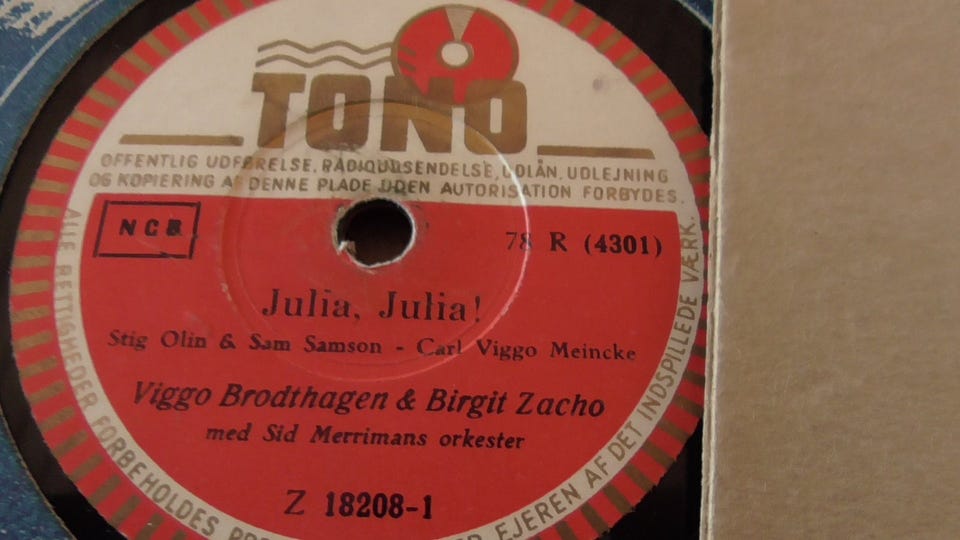 TONO
OFFENTLIG UDFØRELSE, RADIOUDSENDELSE, UDLÅN, UDLEJNING
OG KOPIERING AF DENNE PLADE UDEN AUTORISATION FORBYDES.
NCB
78 R (4301)
Julia, Julia!
Stig Olin & Sam Samson - Carl Viggo Meincke
Viggo Brodthagen & Birgit Zacho
med Sid Merrimans orkester
Z 18208-1
ALLE RETTIGHEDER FORBEHOLDES
EJEREN AF DET INDSPILLEDE VÆRK.